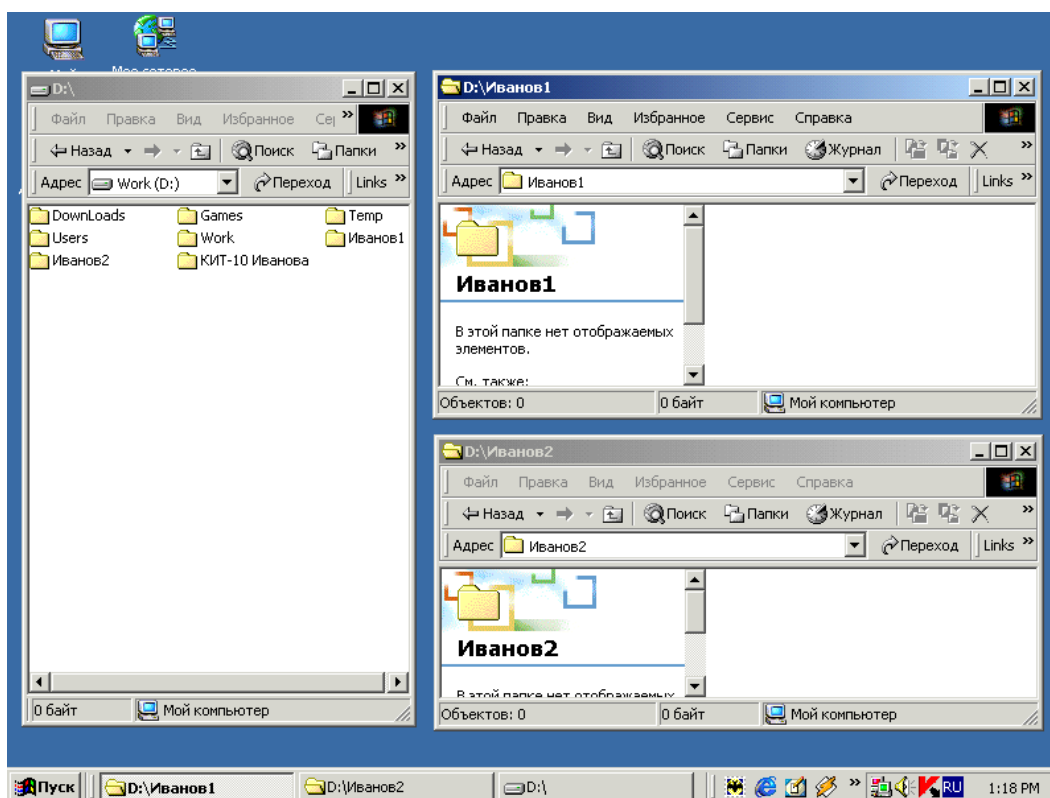 D:\
Файл Правка Вид Избранное »
Назад Поиск Папки »
Адрес Work (D:) Переход Links »
DownLoads Games Temp
Users Work Иванов1
Иванов2 КИТ-10 Иванова
0 байт Мой компьютер
D:\Иванов1
Файл Правка Вид Избранное Сервис Справка
Назад Поиск Папки Журнал »
Адрес Иванов1 Переход Links »
Иванов1
В этой папке нет отображаемых
элементов.
См. также:
Объектов: 0 0 байт Мой компьютер
D:\Иванов2
Файл Правка Вид Избранное Сервис Справка
Назад Поиск Папки Журнал »
Адрес Иванов2 Переход Links »
Иванов2
В этой папке нет отображаемых
Объектов: 0 0 байт Мой компьютер
Пуск D:\Иванов1 D:\Иванов2 D:\ » RU 1:18 PM